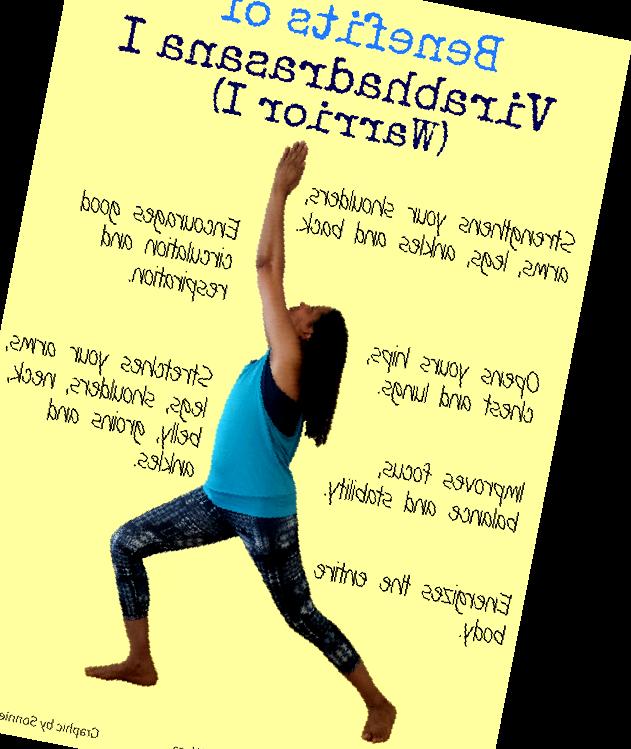 Benefits of
Virabhadrasana I
(Warrior I)
Strengthens your shoulders,
arms, legs, ankles and back.
Encourages good
circulation and
respiration.
Opens yours hips,
chest and lungs.
Stretches your arms,
legs, shoulders, neck,
belly, groins and
ankles.
Improves focus,
balance and stability.
Energizes the entire
body.
Graphic by Sonnie